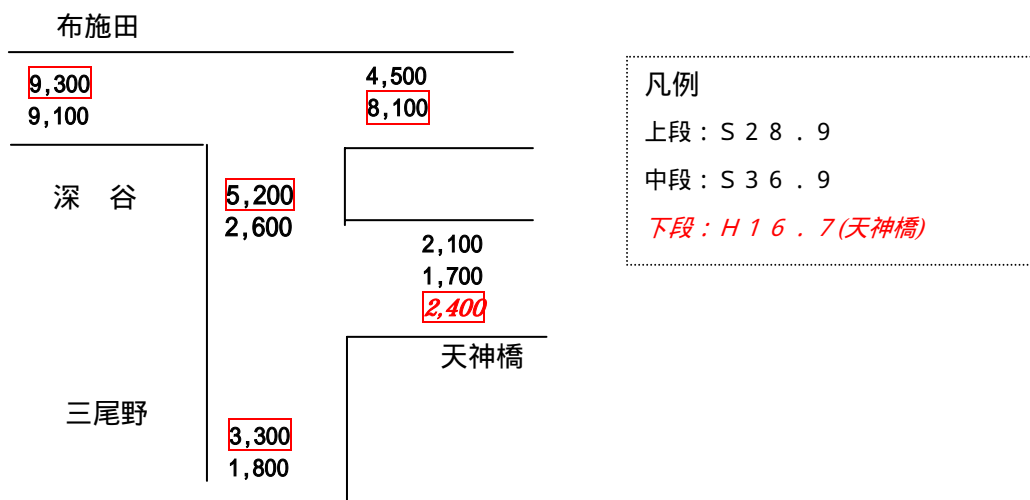 布施田
9,300
9,100
4,500
8,100
深 谷
5,200
2,600
2,100
1,700
2,400
天神橋
三尾野
3,300
1,800
凡例
上段：Ｓ２８．９
中段：Ｓ３６．９
下段：Ｈ１６．７(天神橋)